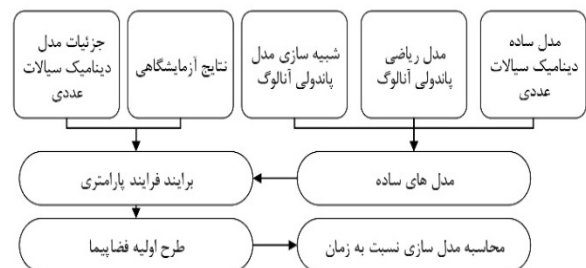 مدل ساده
دینامیک سیالات
عددی
مدل ریاضی
پاندولی آنالوگ
شبیه سازی مدل
پاندولی آنالوگ
نتایج آزمایشگاهی
جزئیات مدل
دینامیک سیالات
عددی
مدل های ساده
برایند فرایند پارامتری
طرح اولیه فضاپیما
محاسبه مدل سازی نسبت به زمان